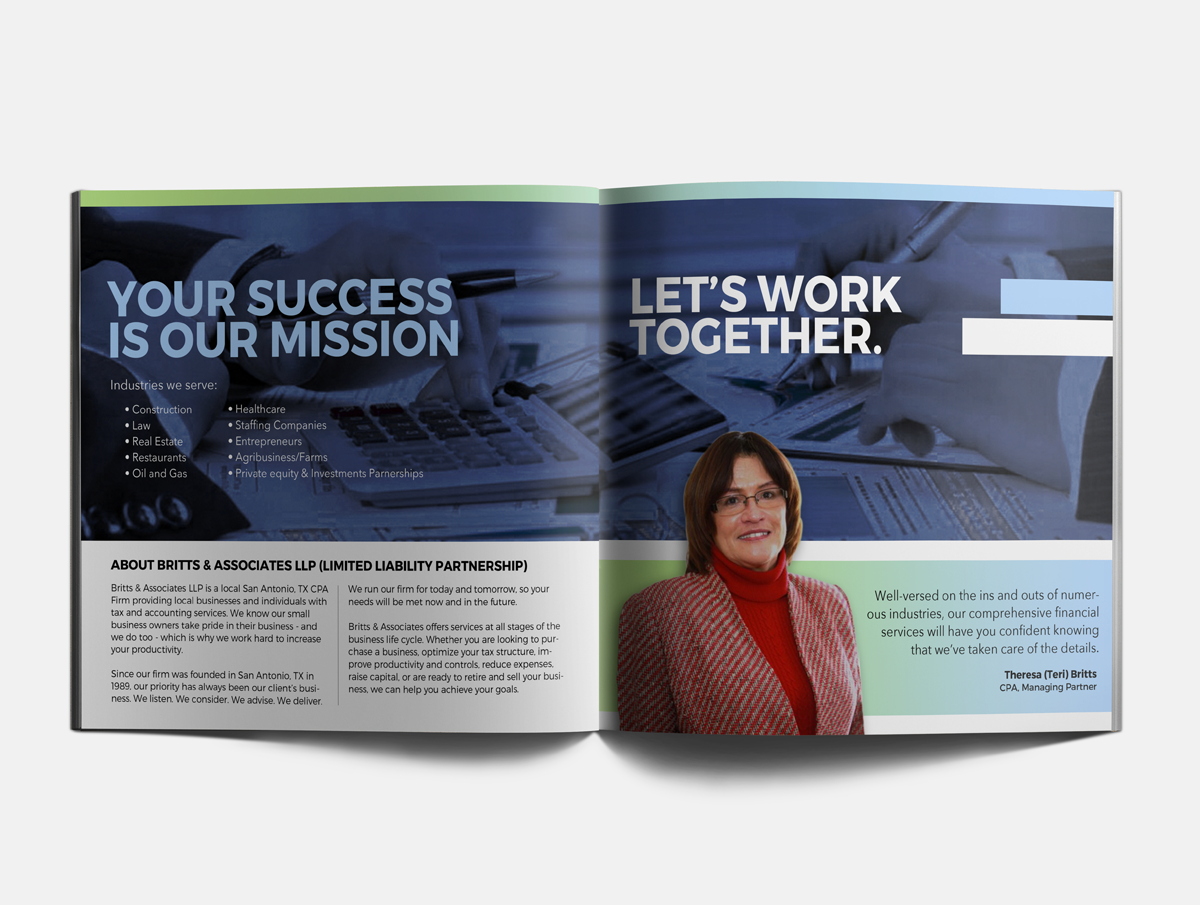 YOUR SUCCESS
IS OUR MISSION
Industries we serve:
• Construction
• Law
• Real Estate
• Restaurants
• Oil and Gas
• Healthcare
• Staffing Companies
• Entrepreneurs
• Agribusiness/Farms
• Private equity & Investments Parnerships
ABOUT BRITTS & ASSOCIATES LLP (LIMITED LIABILITY PARTNERSHIP)
Britts & Associates LLP is a local San Antonio, TX CPA
Firm providing local businesses and individuals with
tax and accounting services. We know our small
business owners take pride in their business - and
we do too - which is why we work hard to increase
your productivity.
Since our firm was founded in San Antonio, TX in
1989, our priority has always been our client's busi-
ness. We listen. We consider. We advise. We deliver.
We run our firm for today and tomorrow, so your
needs will be met now and in the future.
Britts & Associates offers services at all stages of the
business life cycle. Whether you are looking to pur-
chase a business, optimize your tax structure, im-
prove productivity and controls, reduce expenses,
raise capital, or are ready to retire and sell your busi-
ness, we can help you achieve your goals.
LET'S WORK
TOGETHER.
Well-versed on the ins and outs of numer-
ous industries, our comprehensive financial
services will have you confident knowing
that we've taken care of the details.
Theresa (Teri) Britts
CPA, Managing Partner